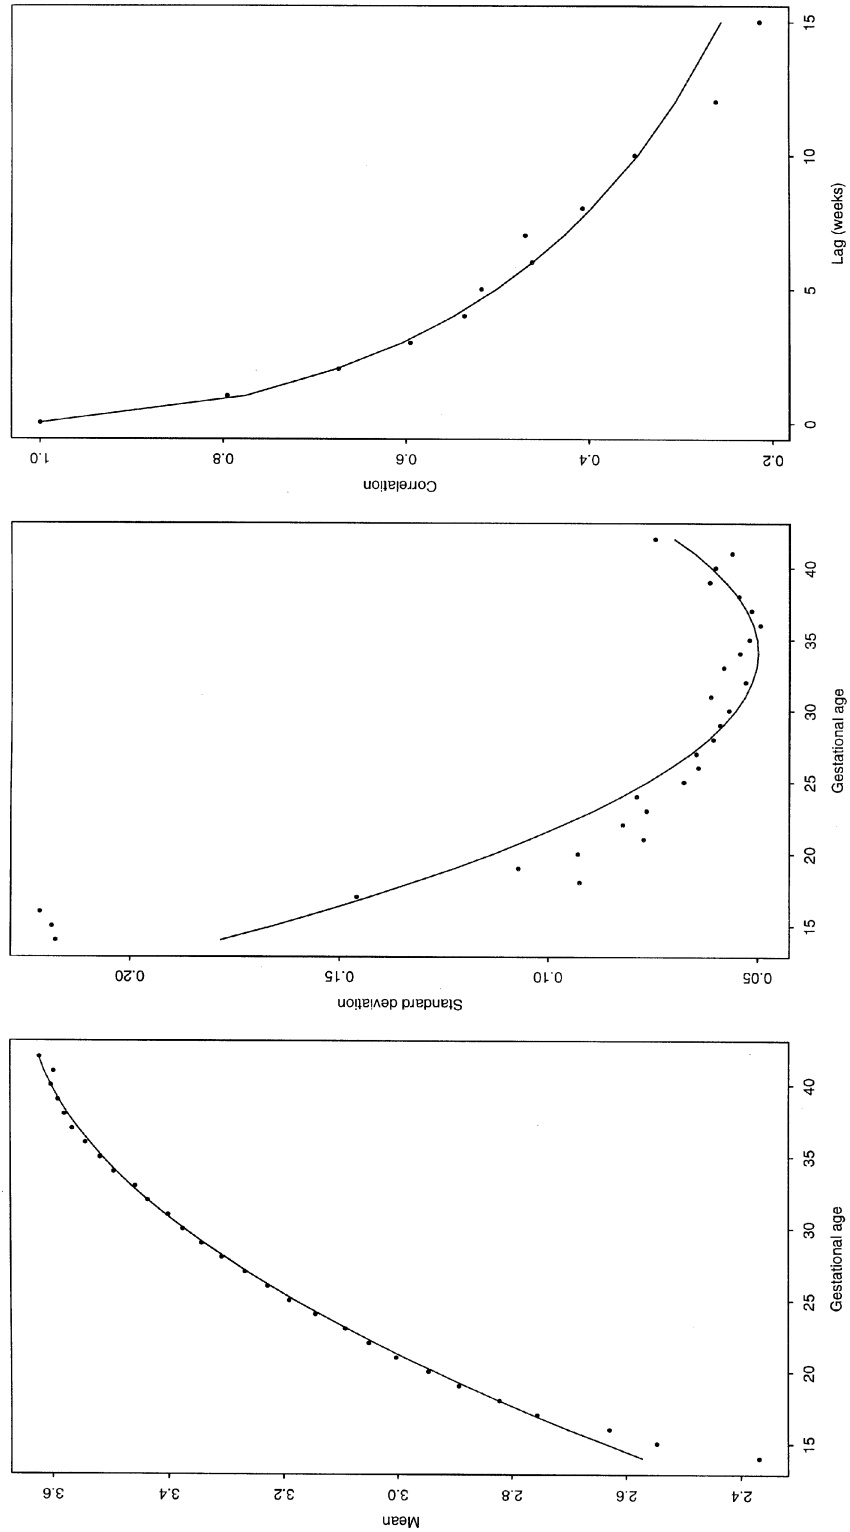 Mean
2.4 2.6 2.8 3.0 3.2 3.4 3.6
15 20 25 30 35 40
Gestational age
Standard deviation
0.05 0.10 0.15 0.20
15 20 25 30 35 40
Gestational age
Correlation
0.2 0.4 0.6 0.8 1.0
0 5 10 15
Lag (weeks)